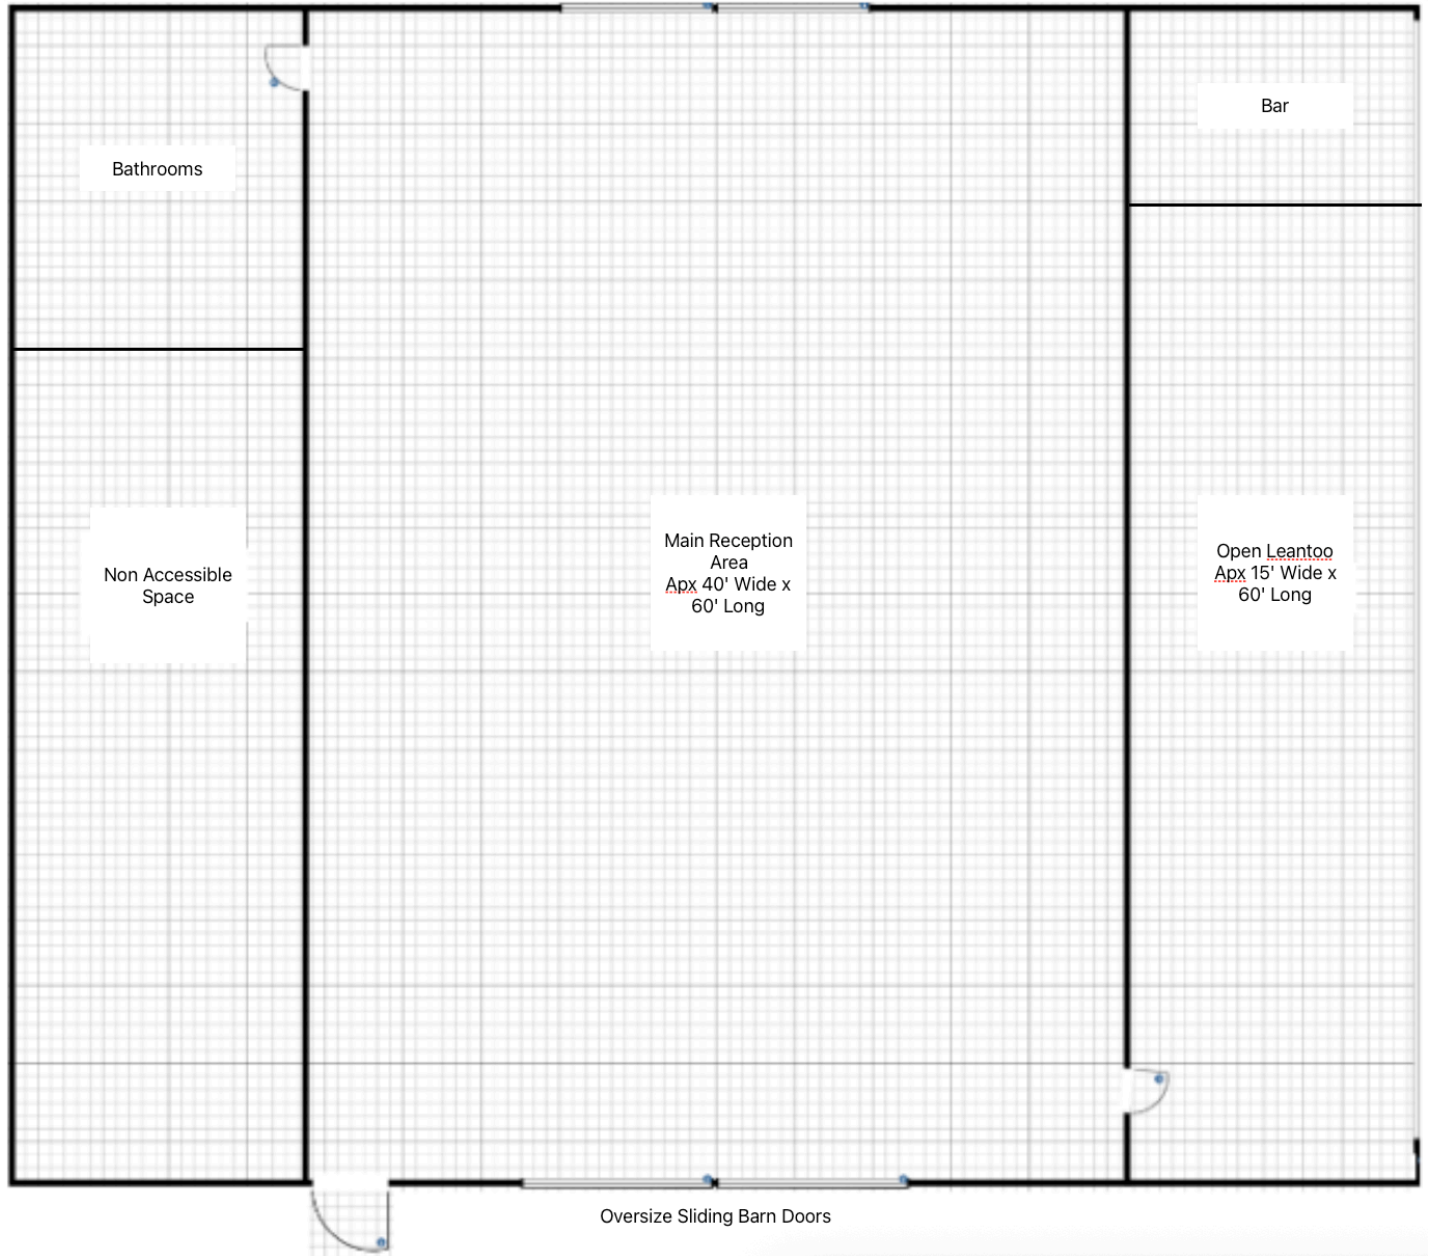 Bar
Bathrooms
Main Reception
Area
Apx 40' Wide x
60' Long
Open Leantoo
Apx 15' Wide x
60' Long
Non Accessible
Space
Oversize Sliding Barn Doors